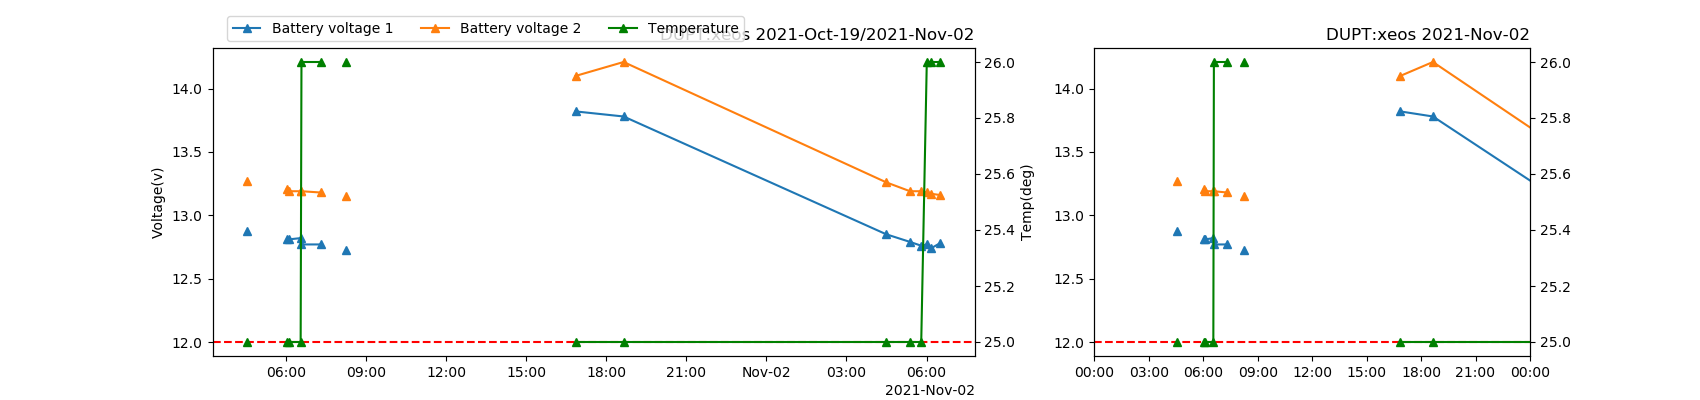 Battery voltage 1 Battery voltage 2 Temperature
DUPT:xeos 2021-Oct-19/2021-Nov-02
DUPT:xeos 2021-Nov-02
Voltage(v)
14.0
13.5
13.0
12.5
12.0
26.0
25.8
25.6
25.4
25.2
25.0
Temp(deg)
06:00 09:00 12:00 15:00 18:00 21:00 Nov-02 03:00 06:00
2021-Nov-02
14.0
13.5
13.0
12.5
12.0
26.0
25.8
25.6
25.4
25.2
25.0
00:00 03:00 06:00 09:00 12:00 15:00 18:00 21:00 00:00